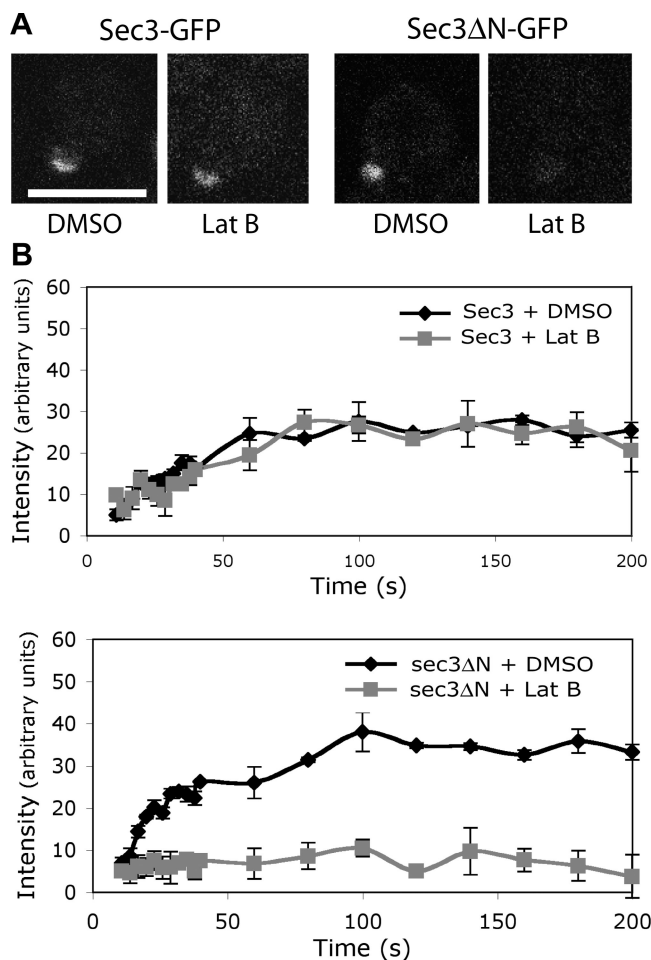 A
Sec3-GFP Sec3ΔN-GFP
DMSO Lat B DMSO Lat B
B
60
50
40
30
20
10
0
Intensity (arbitrary units)
Sec3 + DMSO
Sec3 + Lat B
0 50 100 150 200
Time (s)
60
50
40
30
20
10
0
Intensity (arbitrary units)
sec3ΔN + DMSO
sec3ΔN + Lat B
0 50 100 150 200
Time (s)